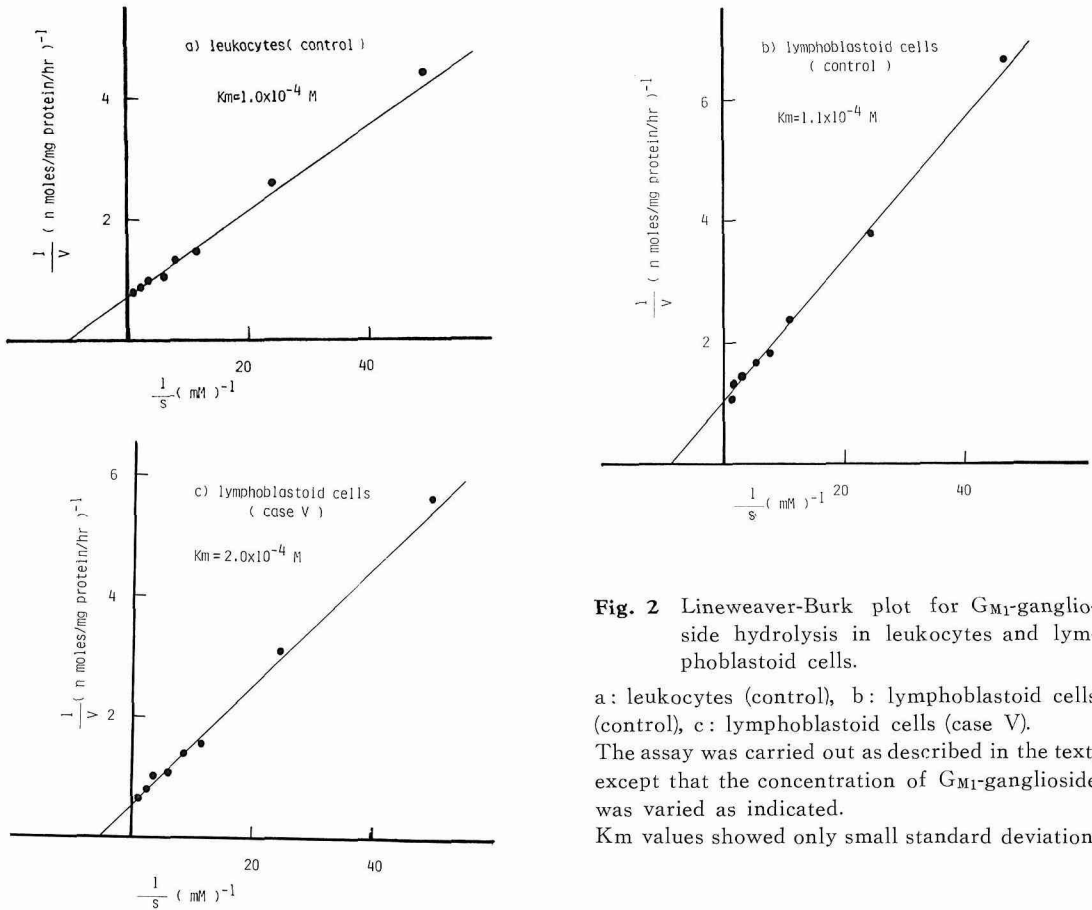 a) leukocytes( control )
Km=1.0x10⁻⁴ M
4
2
1/V ( n moles/mg protein/hr )⁻¹
20
40
1/S ( mM )⁻¹
b) lymphoblastoid cells
( control )
Km=1.1x10⁻⁴ M
6
4
2
1/V ( n moles/mg protein/hr )⁻¹
20
40
1/S ( mM )⁻¹
c) lymphoblastoid cells
( case V )
Km = 2.0x10⁻⁴ M
6
4
2
1/V ( n moles/mg protein/hr )⁻¹
20
40
1/S ( mM )⁻¹
Fig. 2 Lineweaver-Burk plot for GM1-ganglio-
side hydrolysis in leukocytes and lym-
phoblastoid cells.
a : leukocytes (control), b : lymphoblastoid cells
(control), c : lymphoblastoid cells (case V).
The assay was carried out as described in the text
except that the concentration of GM1-ganglioside
was varied as indicated.
Km values showed only small standard deviation